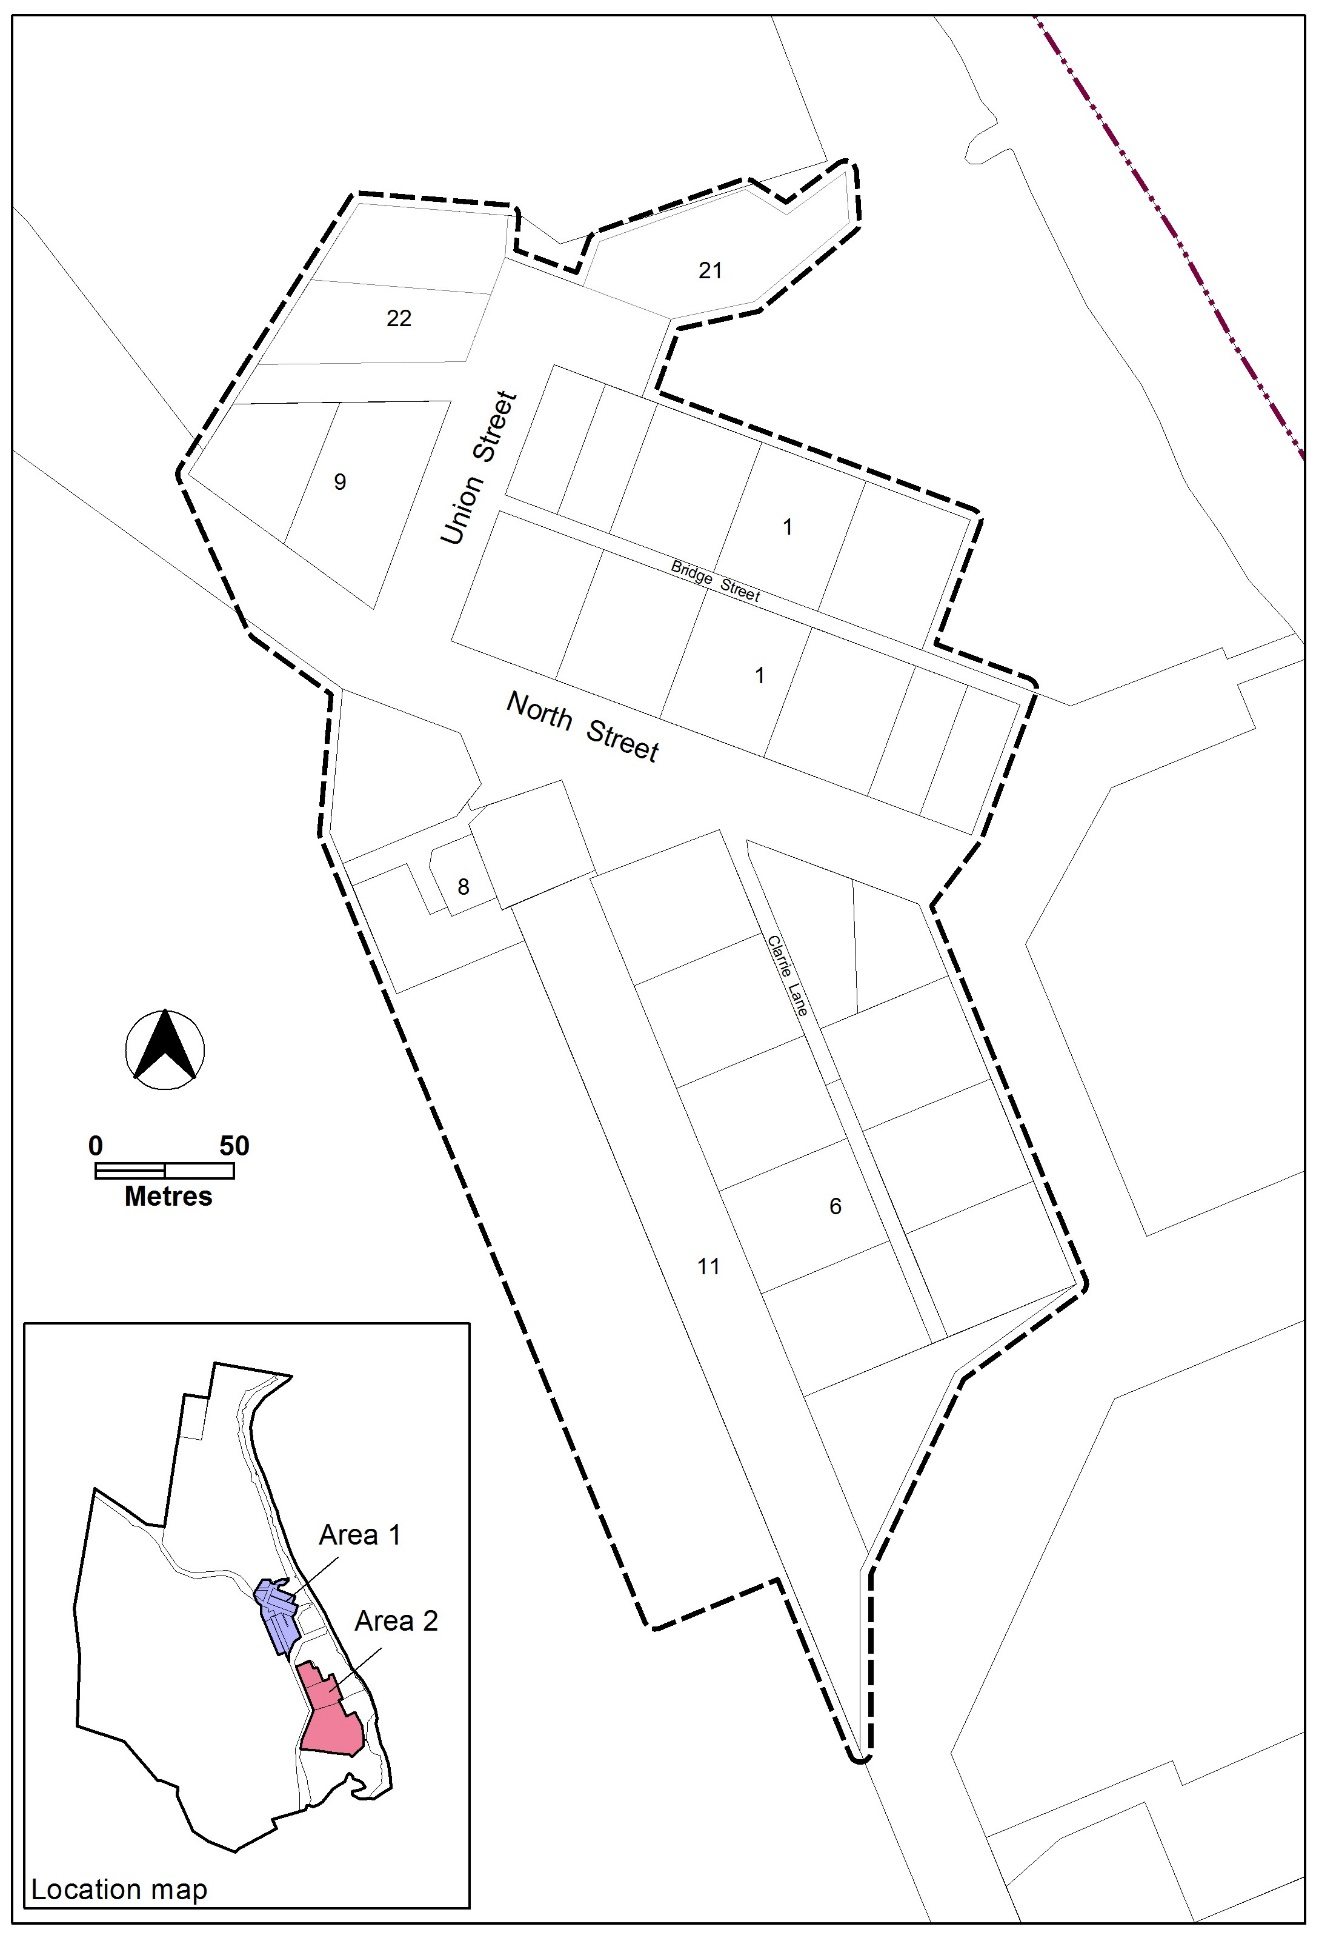 21
22
Union Street
9
1
Bridge Street
1
North Street
8
Clarrie Lane
0 50
Metres
6
11
Area 1
Area 2
Location map